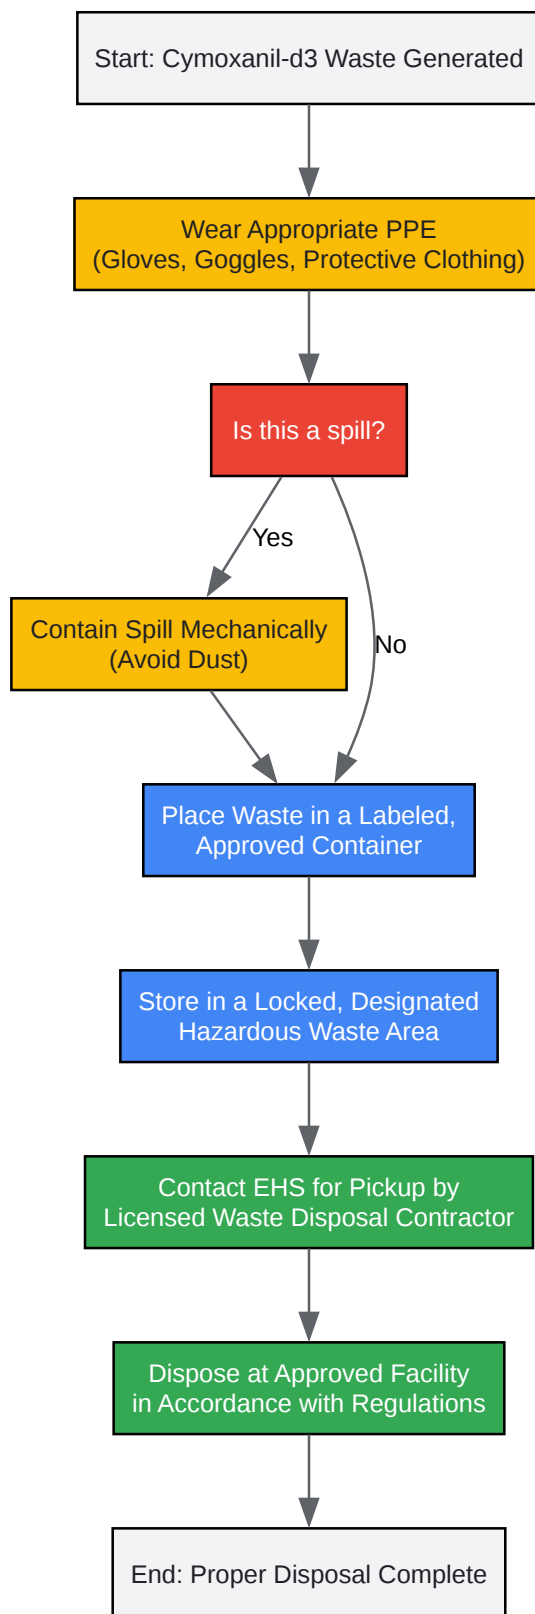 Start: Cymoxanil-d3 Waste Generated
Wear Appropriate PPE
(Gloves, Goggles, Protective Clothing)
Is this a spill?
Yes
Contain Spill Mechanically
(Avoid Dust)
No
Place Waste in a Labeled,
Approved Container
Store in a Locked, Designated
Hazardous Waste Area
Contact EHS for Pickup by
Licensed Waste Disposal Contractor
Dispose at Approved Facility
in Accordance with Regulations
End: Proper Disposal Complete